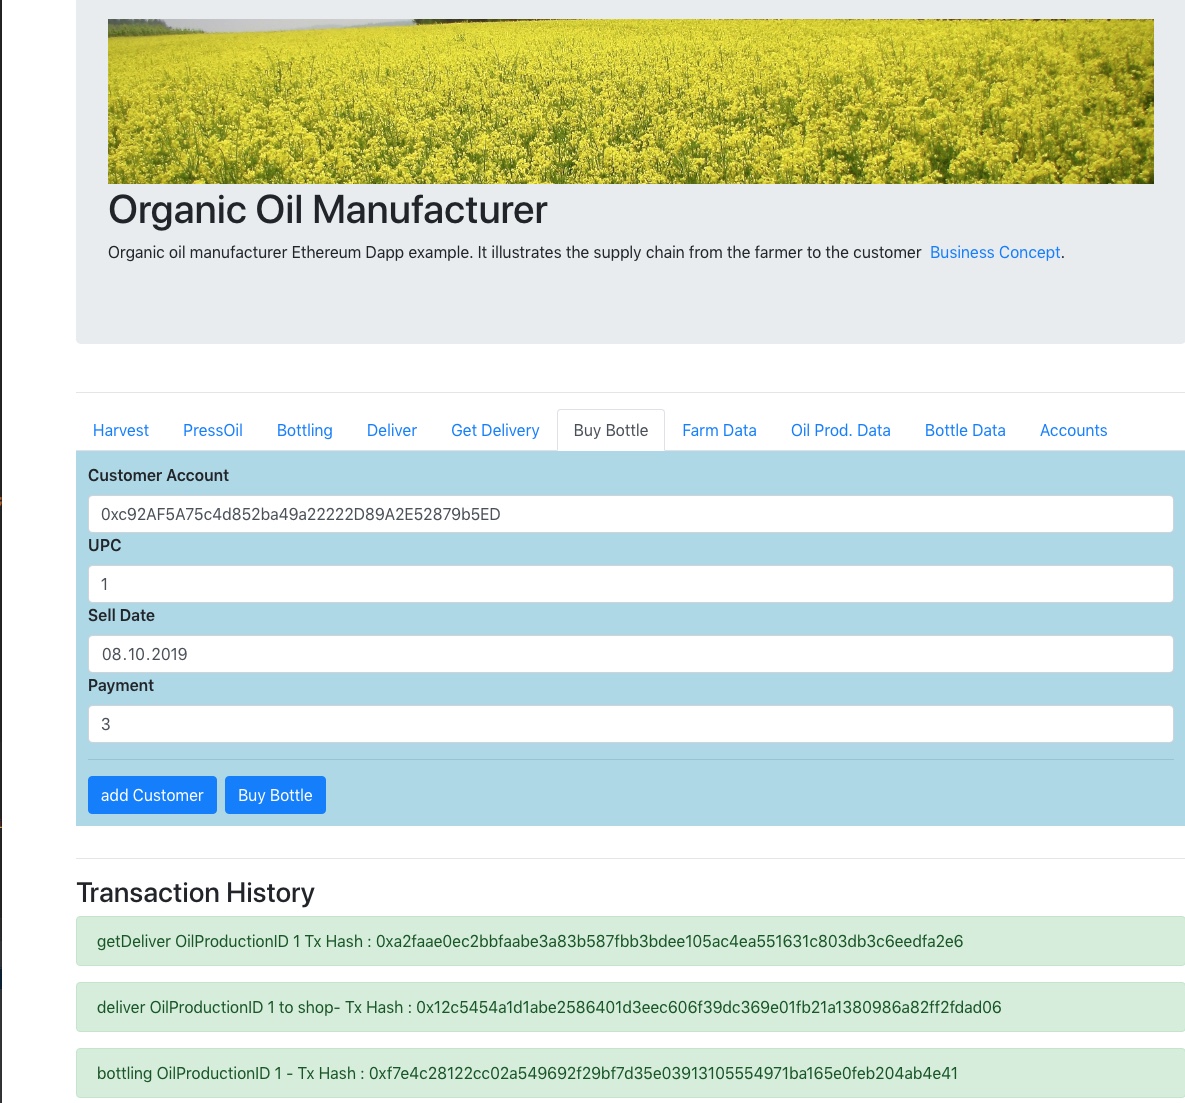 Organic Oil Manufacturer
Organic oil manufacturer Ethereum Dapp example. It illustrates the supply chain from the farmer to the customer Business Concept.
Harvest PressOil Bottling Deliver Get Delivery Buy Bottle Farm Data Oil Prod. Data Bottle Data Accounts
Customer Account
0xc92AF5A75c4d852ba49a22222D89A2E52879b5ED
UPC
1
Sell Date
08.10.2019
Payment
3
add Customer Buy Bottle
Transaction History
getDeliver OilProductionID 1 Tx Hash : 0xa2faae0ec2bbfaabe3a83b587fbb3bdee105ac4ea551631c803db3c6eedfa2e6
deliver OilProductionID 1 to shop- Tx Hash : 0x12c5454a1d1abe2586401d3eec606f39dc369e01fb21a1380986a82ff2fdad06
bottling OilProductionID 1 - Tx Hash : 0xf7e4c28122cc02a549692f29bf7d35e03913105554971ba165e0feb204ab4e41